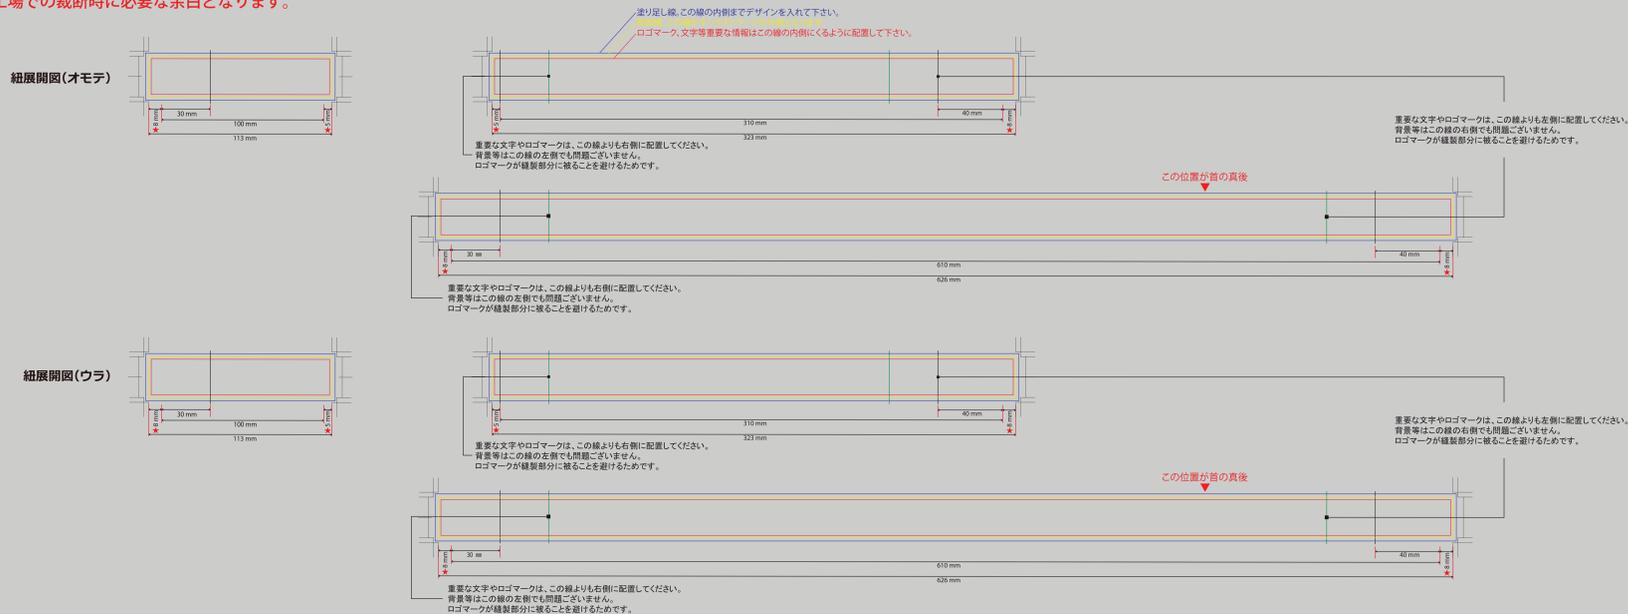 工場での裁断時に必要な余白となります。
塗り足し線。この線の内側までデザインを入れて下さい。
ロゴマーク、文字等重要な情報はこの線の内側にくるように配置して下さい。
紐展開図(オモテ)
30 mm
★8 mm
100 mm
★5 mm
113 mm
★5 mm
310 mm
40 mm
★8 mm
323 mm
重要な文字やロゴマークは、この線よりも右側に配置してください。
背景等はこの線の左側でも問題ございません。
ロゴマークが縫製部分に被ることを避けるためです。
重要な文字やロゴマークは、この線よりも左側に配置してください。
背景等はこの線の右側でも問題ございません。
ロゴマークが縫製部分に被ることを避けるためです。
この位置が首の真後
★8 mm
30 mm
610 mm
40 mm
★8 mm
626 mm
重要な文字やロゴマークは、この線よりも右側に配置してください。
背景等はこの線の左側でも問題ございません。
ロゴマークが縫製部分に被ることを避けるためです。
紐展開図(ウラ)
30 mm
★8 mm
100 mm
★5 mm
113 mm
★5 mm
310 mm
40 mm
★8 mm
323 mm
重要な文字やロゴマークは、この線よりも右側に配置してください。
背景等はこの線の左側でも問題ございません。
ロゴマークが縫製部分に被ることを避けるためです。
重要な文字やロゴマークは、この線よりも左側に配置してください。
背景等はこの線の右側でも問題ございません。
ロゴマークが縫製部分に被ることを避けるためです。
この位置が首の真後
★8 mm
30 mm
610 mm
40 mm
★8 mm
626 mm
重要な文字やロゴマークは、この線よりも右側に配置してください。
背景等はこの線の左側でも問題ございません。
ロゴマークが縫製部分に被ることを避けるためです。